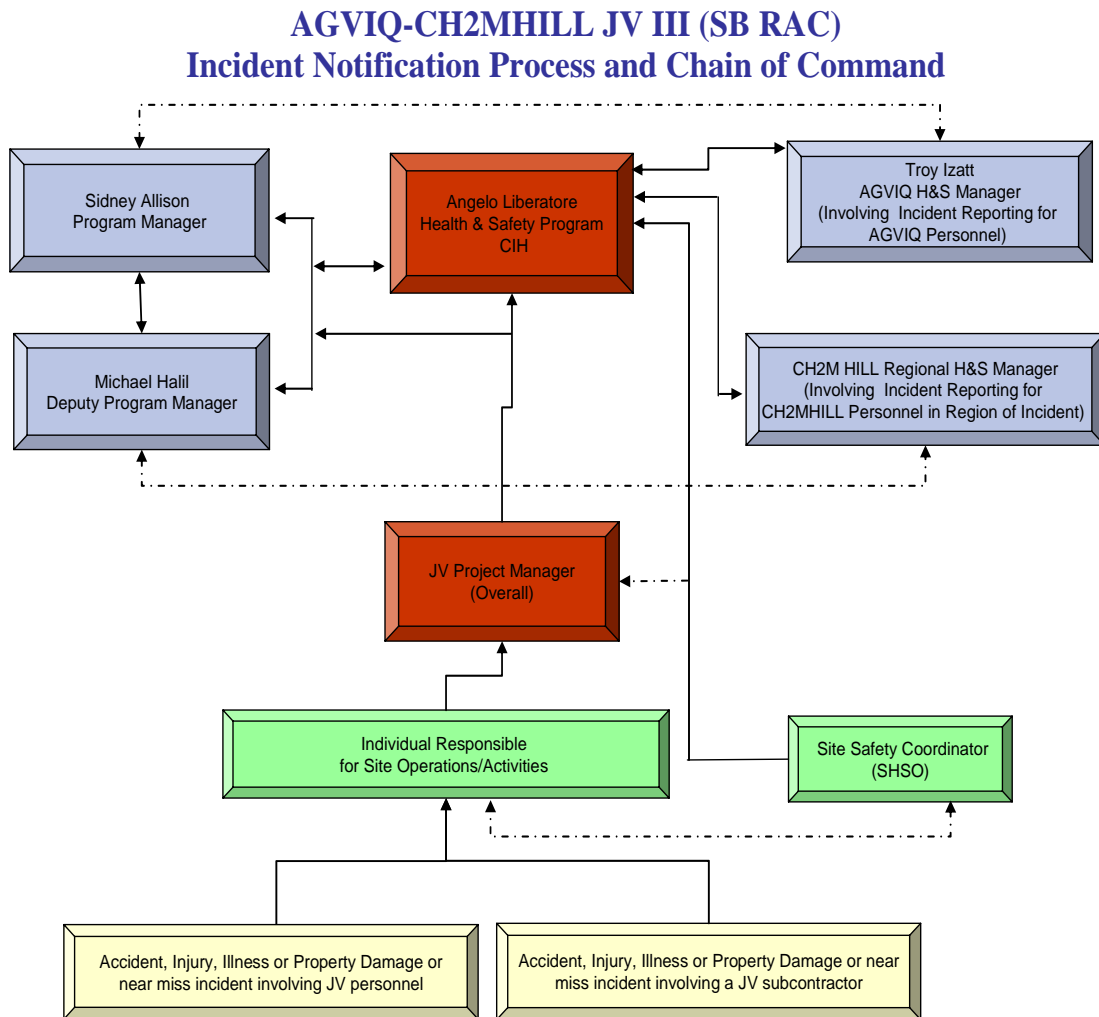 AGVIQ-CH2MHILL JV III (SB RAC)
Incident Notification Process and Chain of Command
Sidney Allison
Program Manager
Angelo Liberatore
Health & Safety Program
CIH
Troy Izatt
AGVIQ H&S Manager
(Involving Incident Reporting for
AGVIQ Personnel)
Michael Halil
Deputy Program Manager
CH2M HILL Regional H&S Manager
(Involving Incident Reporting for
CH2MHILL Personnel in Region of Incident)
JV Project Manager
(Overall)
Individual Responsible
for Site Operations/Activities
Site Safety Coordinator
(SHSO)
Accident, Injury, Illness or Property Damage or
near miss incident involving JV personnel
Accident, Injury, Illness or Property Damage or near
miss incident involving a JV subcontractor